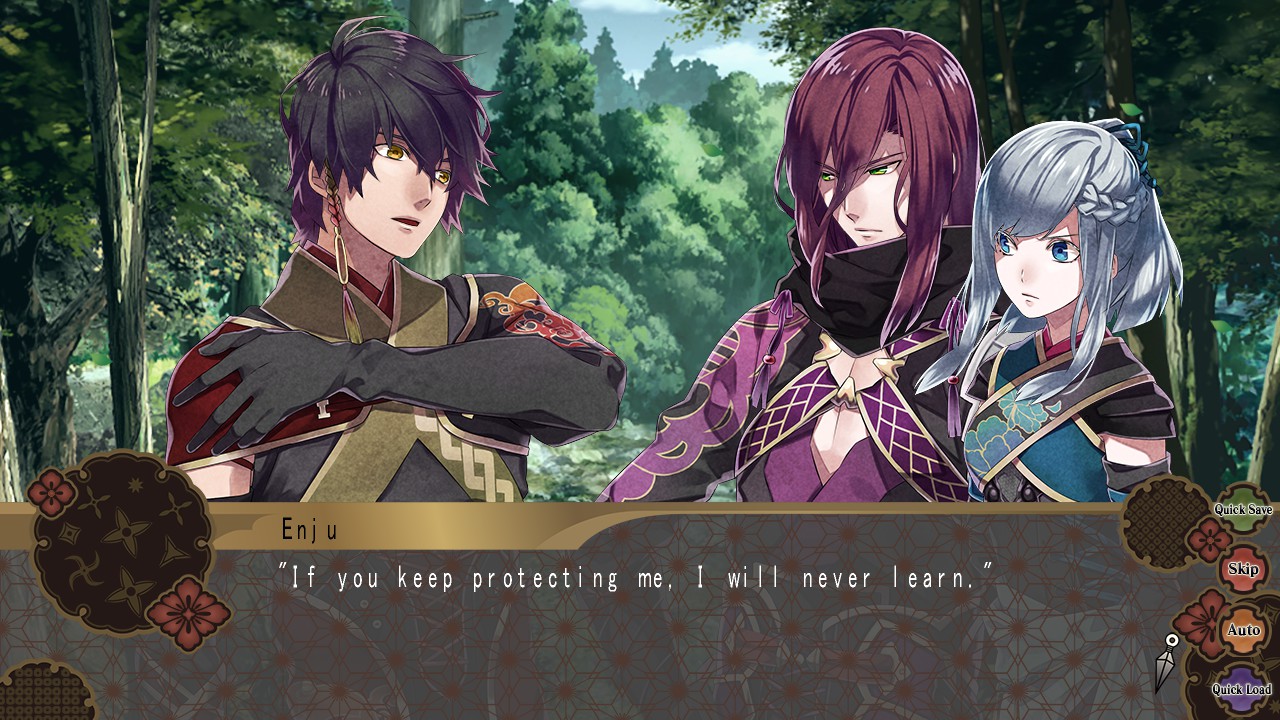 Enju
"If you keep protecting me, I will never learn."
Quick Save
Skip
Auto
Quick Load